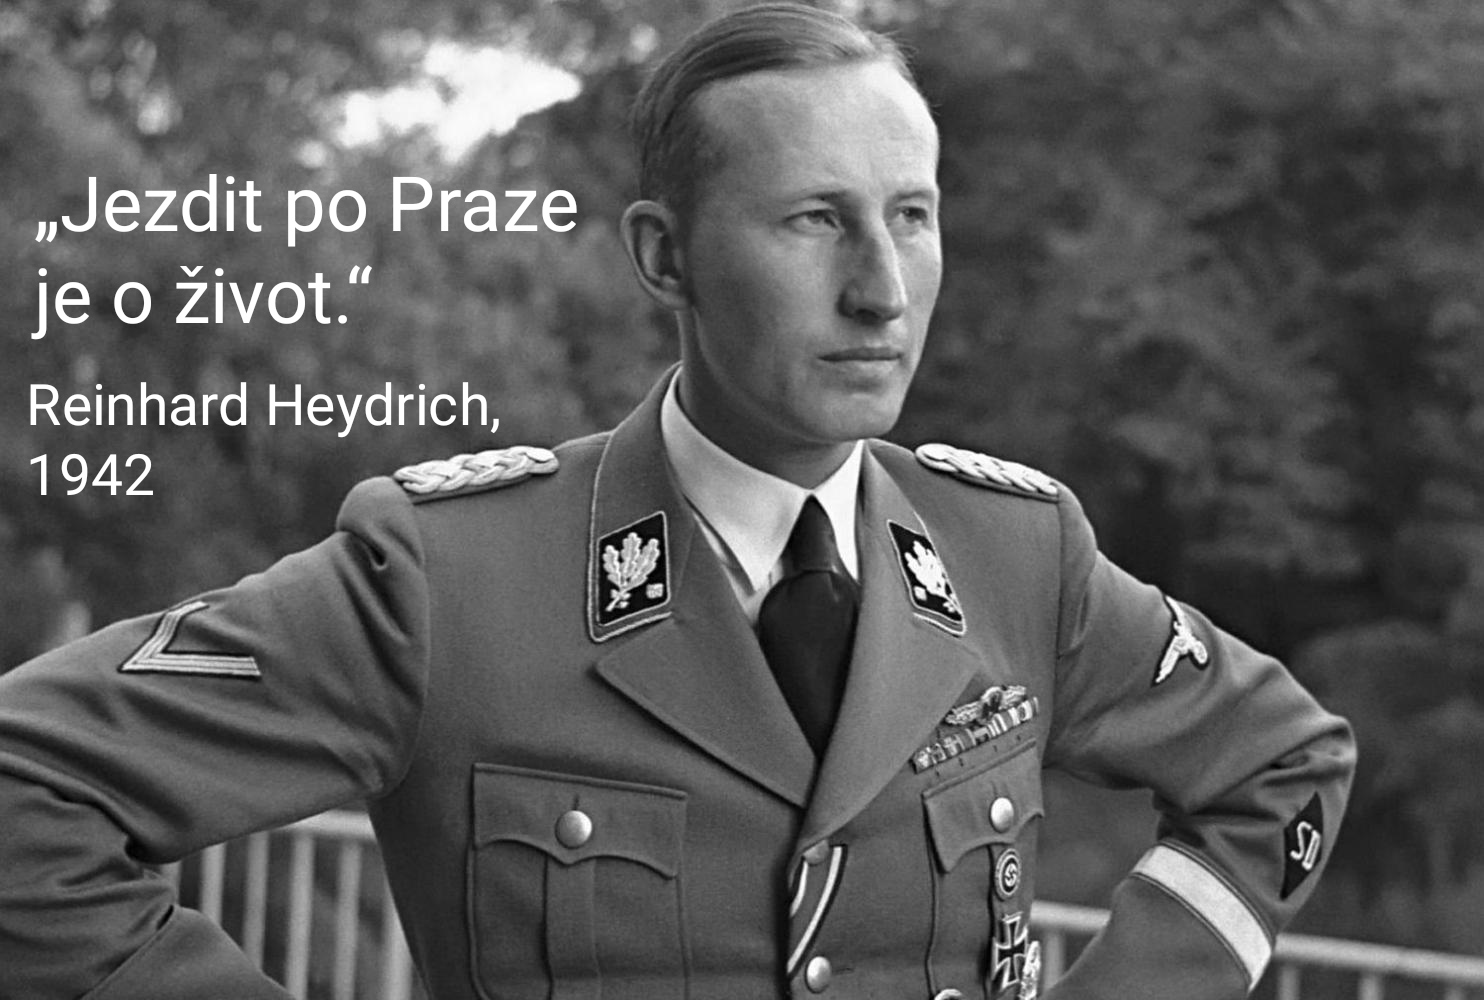 „Jezdit po Praze
je o život.“
Reinhard Heydrich,
1942
SD